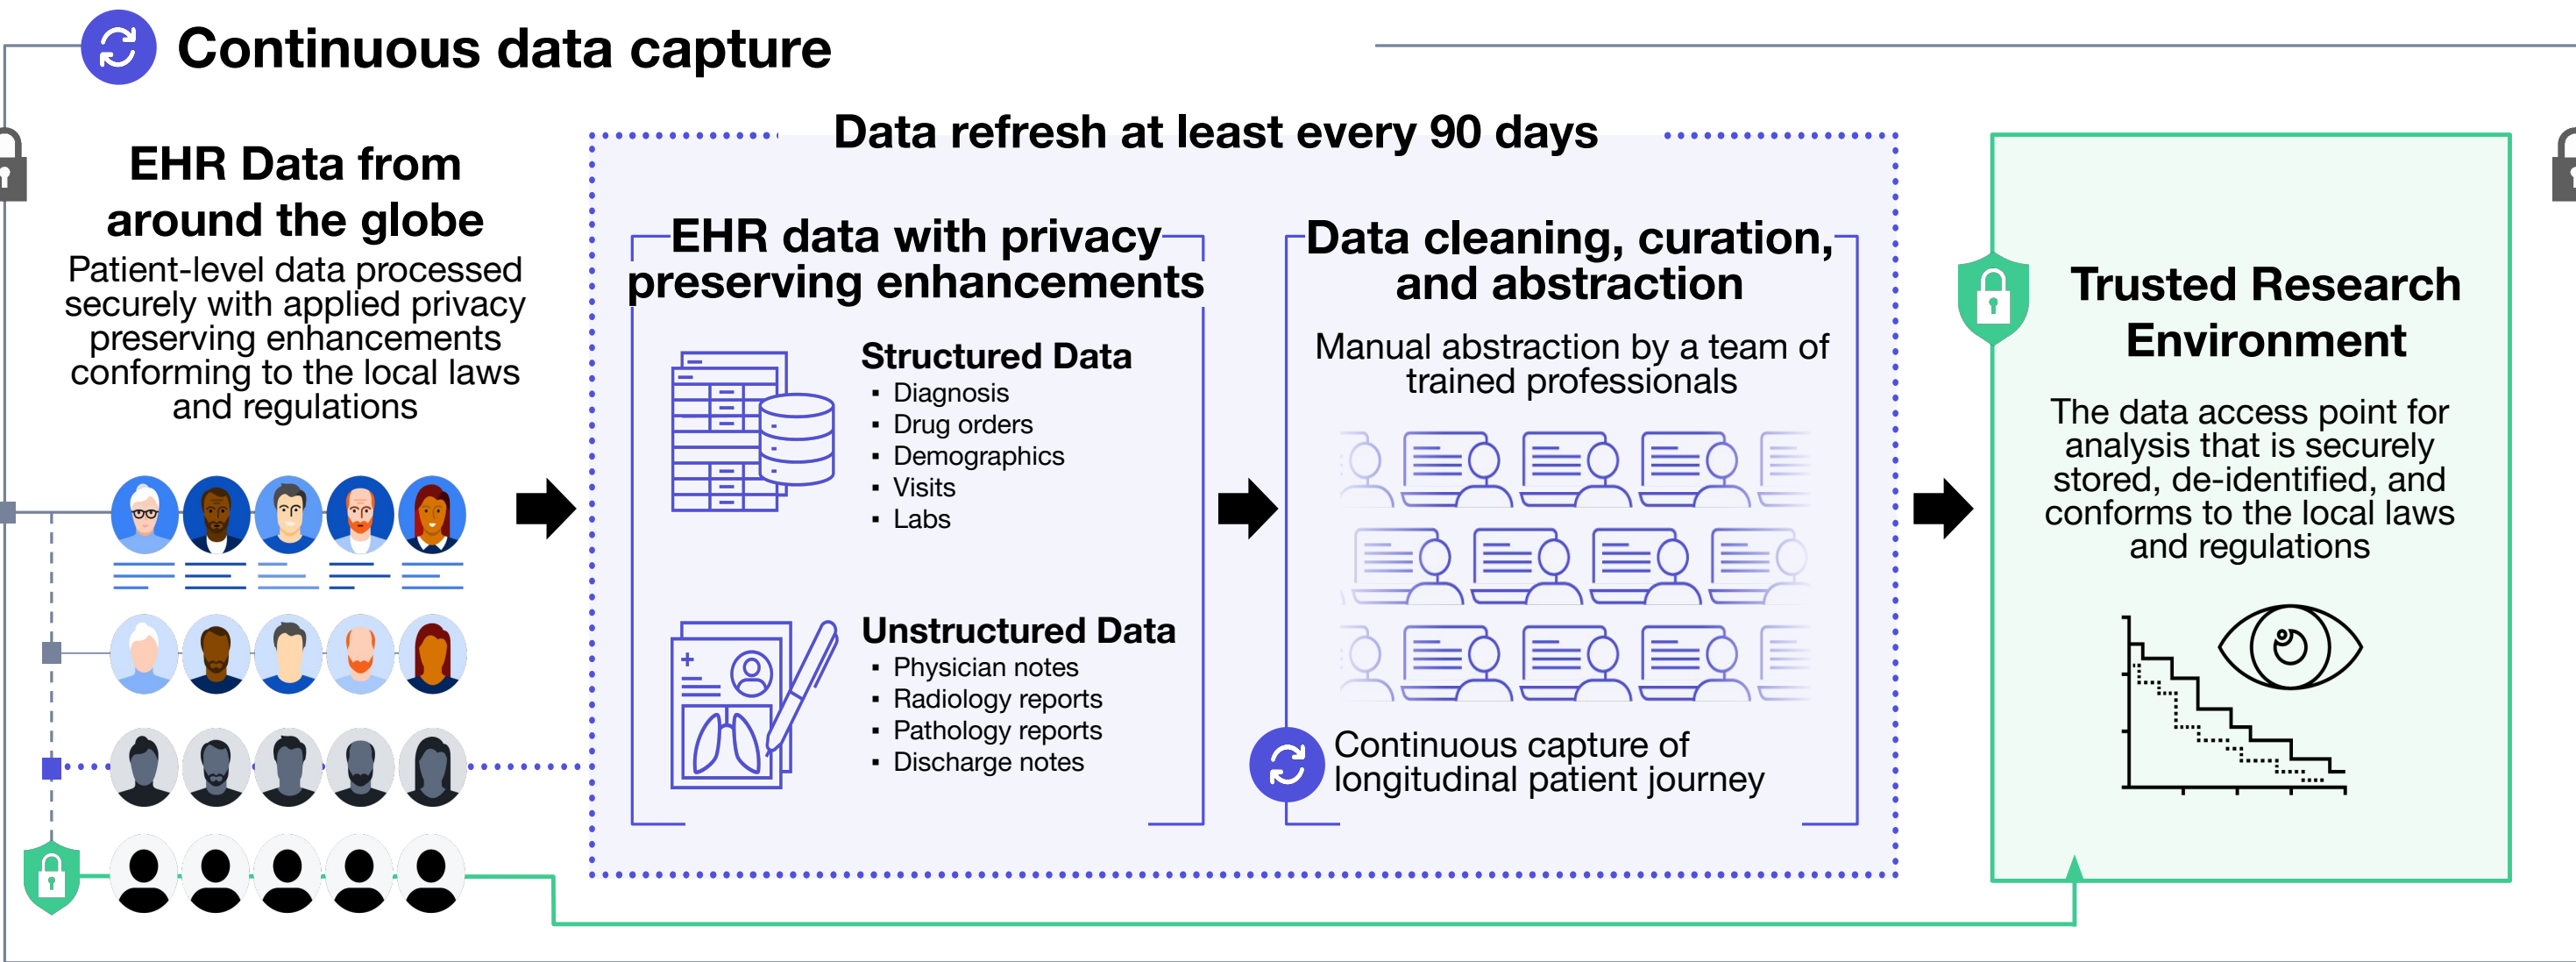 Continuous data capture
Data refresh at least every 90 days
EHR Data from
around the globe
Patient-level data processed
securely with applied privacy
preserving enhancements
conforming to the local laws
and regulations
EHR data with privacy
preserving enhancements
Structured Data
▪ Diagnosis
▪ Drug orders
▪ Demographics
▪ Visits
▪ Labs
Unstructured Data
▪ Physician notes
▪ Radiology reports
▪ Pathology reports
▪ Discharge notes
Data cleaning, curation,
and abstraction
Manual abstraction by a team of
trained professionals
Continuous capture of
longitudinal patient journey
Trusted Research
Environment
The data access point for
analysis that is securely
stored, de-identified, and
conforms to the local laws
and regulations